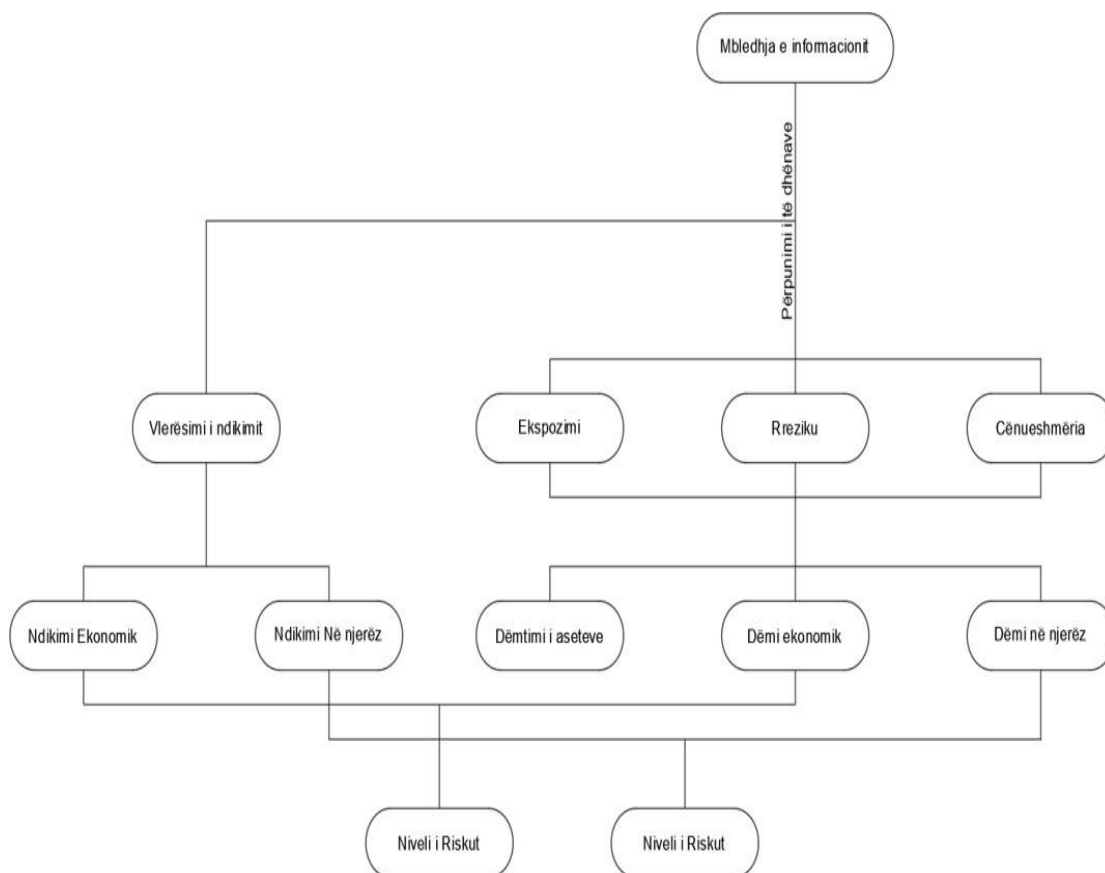 Mbledhja e informacionit
Përpunimi i të dhënave
Vlerësimi i ndikimit
Ekspozimi
Rreziku
Cënueshmëria
Ndikimi Ekonomik
Ndikimi Në njerëz
Dëmtimi i aseteve
Dëmi ekonomik
Dëmi në njerëz
Niveli i Riskut
Niveli i Riskut